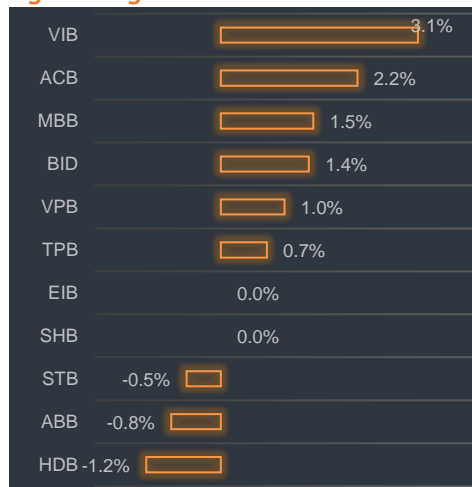 VIB 3.1%
ACB 2.2%
MBB 1.5%
BID 1.4%
VPB 1.0%
TPB 0.7%
EIB 0.0%
SHB 0.0%
STB -0.5%
ABB -0.8%
HDB -1.2%